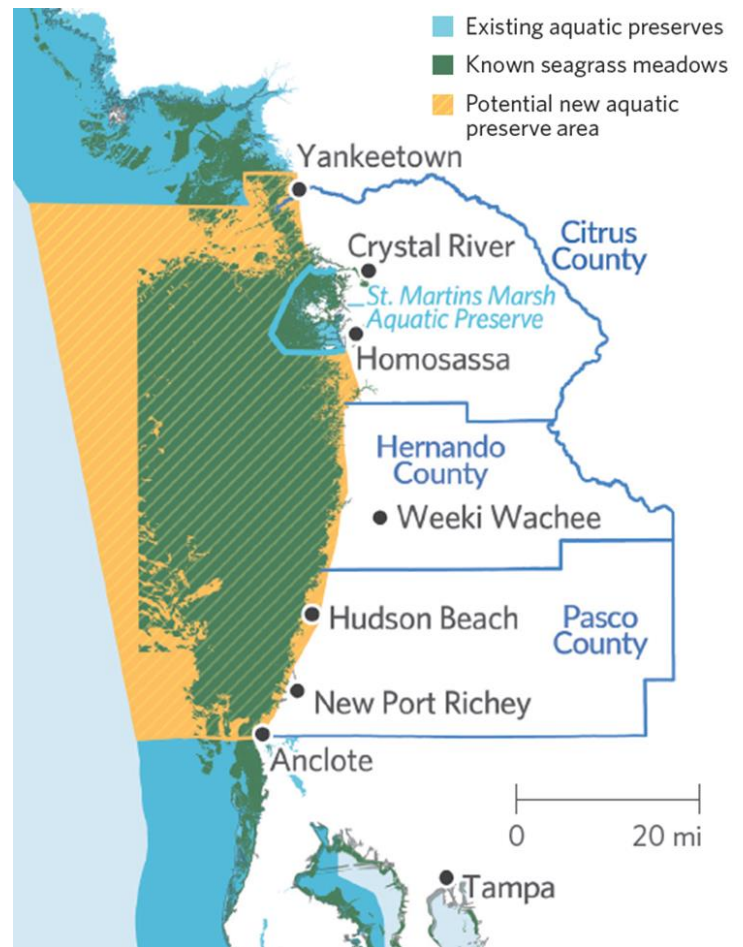 Existing aquatic preserves
Known seagrass meadows
Potential new aquatic
preserve area
Yankeetown
Citrus
County
Crystal River
St. Martins Marsh
Aquatic Preserve
Homosassa
Hernando
County
Weeki Wachee
Hudson Beach
Pasco
County
New Port Richey
Anclote
0 20 mi
Tampa